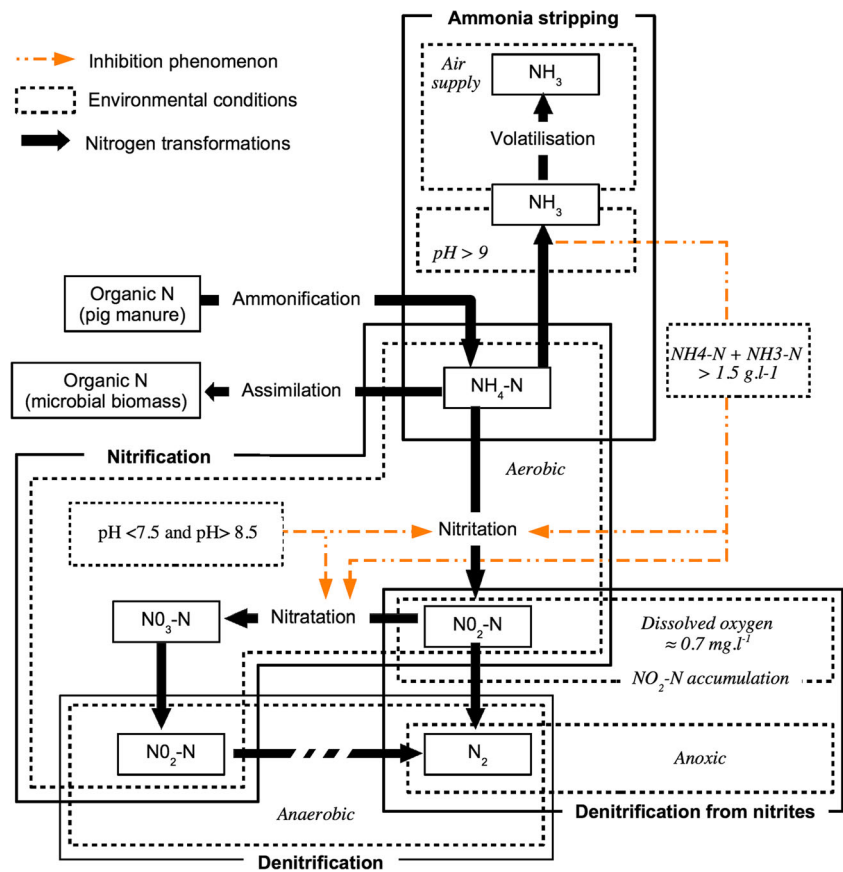 Ammonia stripping
Inhibition phenomenon
Environmental conditions
Nitrogen transformations
Air
supply
NH₃
Volatilisation
NH₃
pH > 9
Organic N
(pig manure)
Ammonification
NH4-N + NH3-N
> 1.5 g.l-1
Organic N
(microbial biomass)
Assimilation
NH₄-N
Nitrification
Aerobic
pH <7.5 and pH> 8.5
Nitritation
N0₃-N
Nitratation
N0₂-N
Dissolved oxygen
≈ 0.7 mg.l⁻¹
NO₂-N accumulation
N0₂-N
N₂
Anoxic
Anaerobic
Denitrification from nitrites
Denitrification